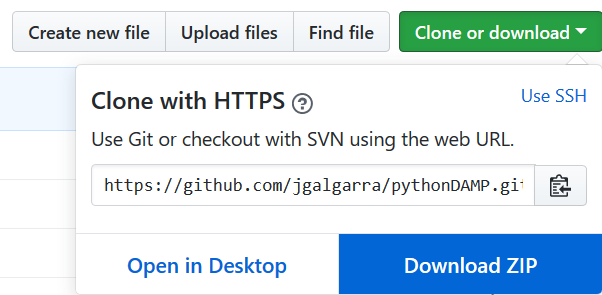 Create new file Upload files Find file Clone or download
Clone with HTTPS ?
Use SSH
Use Git or checkout with SVN using the web URL.
https://github.com/jgalgarra/pythonDAMP.git
Open in Desktop Download ZIP